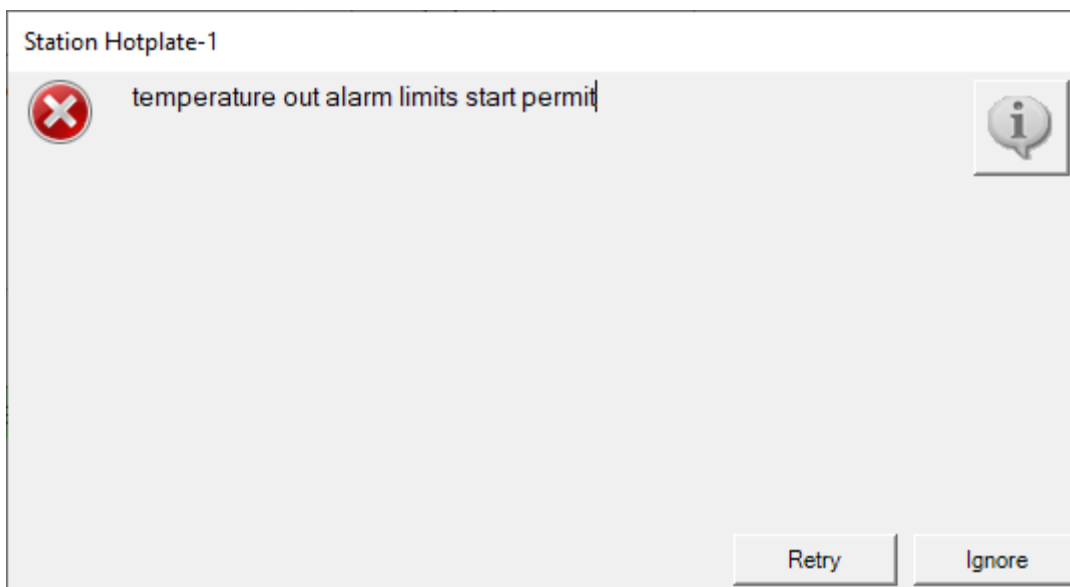 Station Hotplate-1
temperature out alarm limits start permit
Retry
Ignore